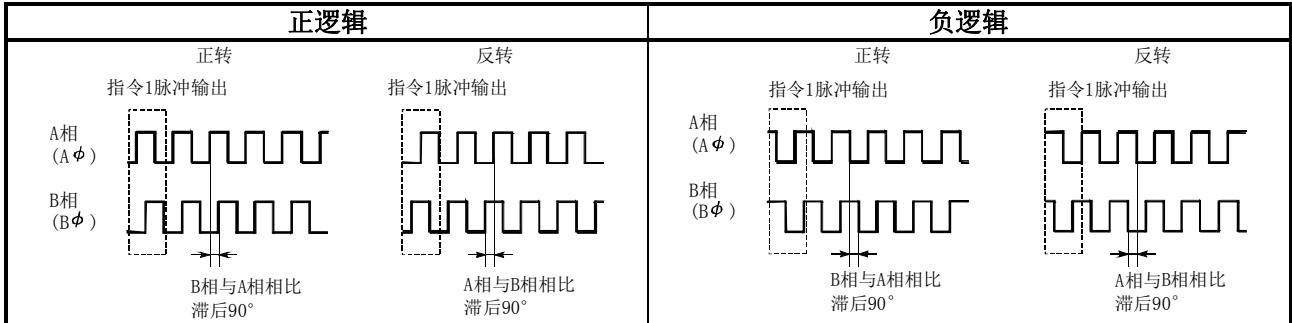 正逻辑
负逻辑
正转
反转
正转
反转
指令1脉冲输出
指令1脉冲输出
指令1脉冲输出
指令1脉冲输出
A相
(Aφ)
B相
(Bφ)
A相
(Aφ)
B相
(Bφ)
B相与A相相比
滞后90°
A相与B相相比
滞后90°
B相与A相相比
滞后90°
A相与B相相比
滞后90°